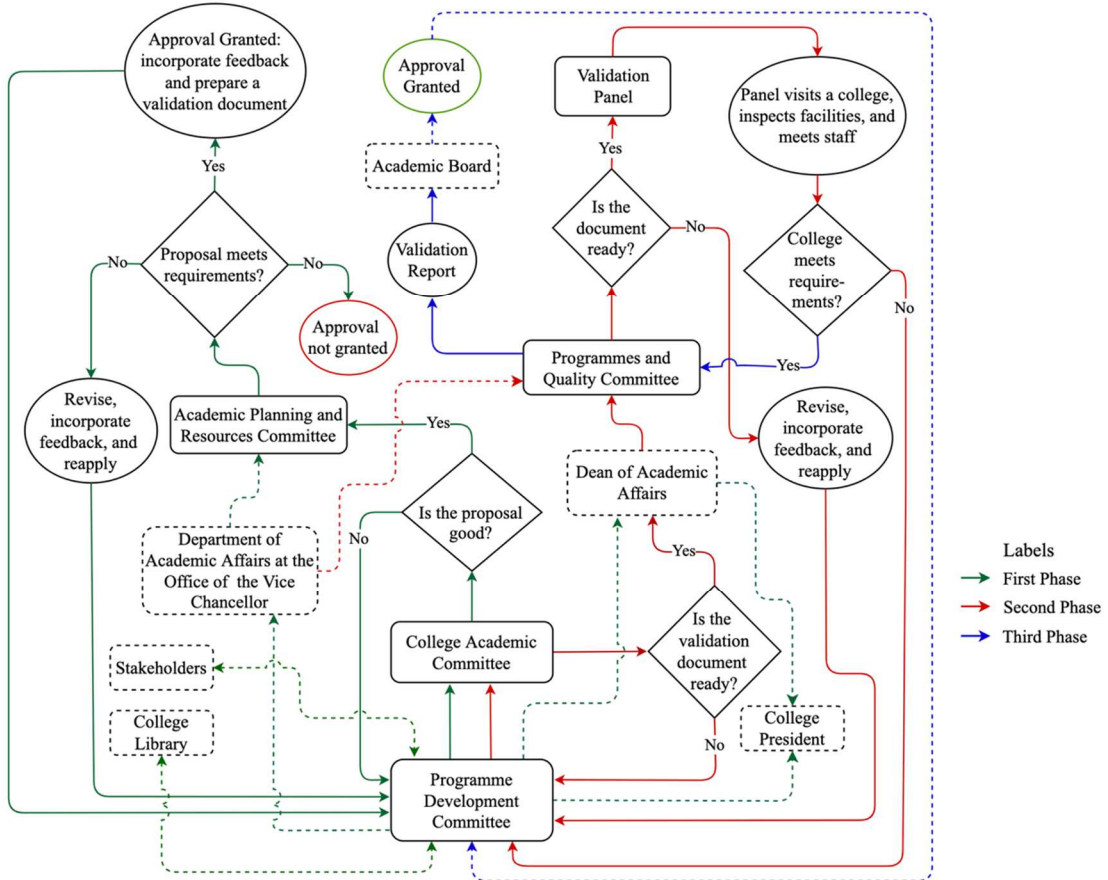 Approval Granted:
incorporate feedback
and prepare a
validation document
Yes
Proposal meets
requirements?
No
No
Approval
not granted
Revise,
incorporate
feedback, and
reapply
Academic Planning and
Resources Committee
Department of
Academic Affairs at the
Office of the Vice
Chancellor
Stakeholders
College
Library
Approval
Granted
Academic Board
Validation
Report
Validation
Panel
Yes
Is the
document
ready?
No
Panel visits a college,
inspects facilities, and
meets staff
College
meets
require-
ments?
No
Yes
Programmes and
Quality Committee
Revise,
incorporate
feedback, and
reapply
Yes
Is the proposal
good?
No
Dean of Academic
Affairs
Yes
Is the
validation
document
ready?
No
College Academic
Committee
College
President
Programme
Development
Committee
Labels
First Phase
Second Phase
Third Phase